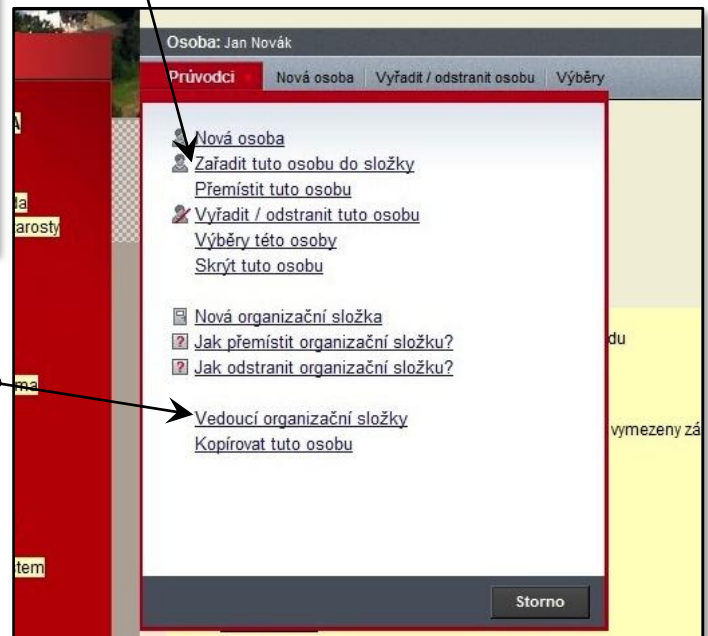 Osoba: Jan Novák
Průvodci Nová osoba Vyřadit / odstranit osobu Výběry
A
Nová osoba
Zařadit tuto osobu do složky
Přemístit tuto osobu
Vyřadit / odstranit tuto osobu
arosty
Výběry této osoby
Skrýt tuto osobu
Nová organizační složka
Jak přemístit organizační složku?
du
Jak odstranit organizační složku?
ma
Vedoucí organizační složky
vymezeny zá
Kopírovat tuto osobu
tem
Storno